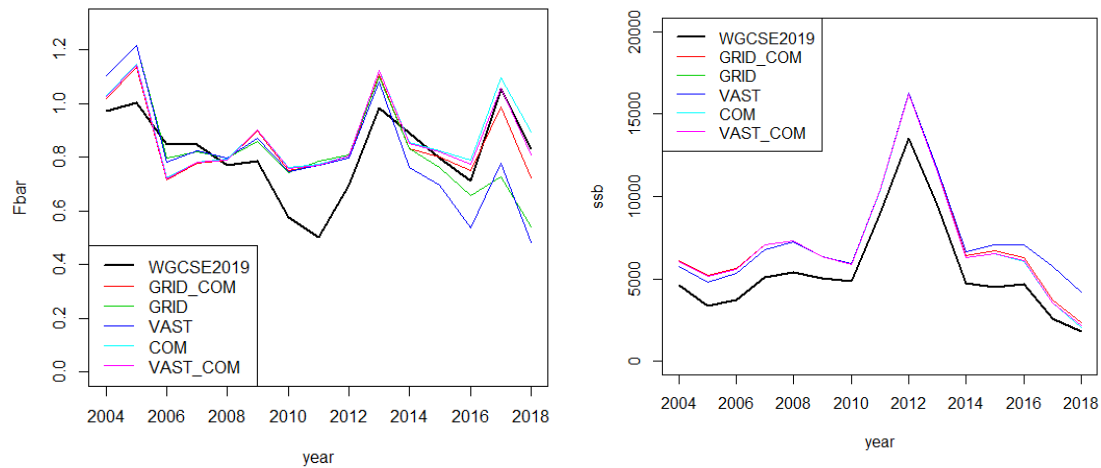 Fbar
1.2
1.0
0.8
0.6
0.4
0.2
0.0
WGCSE2019
GRID_COM
GRID
VAST
COM
VAST_COM
2004 2006 2008 2010 2012 2014 2016 2018
year
ssb
20000
15000
10000
5000
0
WGCSE2019
GRID_COM
GRID
VAST
COM
VAST_COM
2004 2006 2008 2010 2012 2014 2016 2018
year